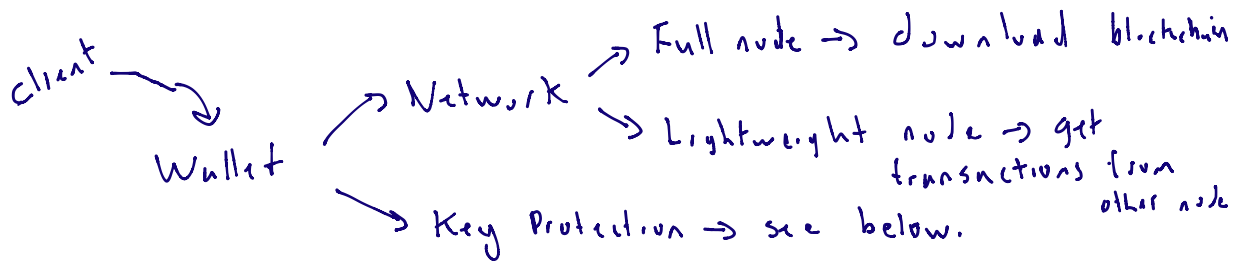 Client
Wallet
Network
Full node → download blockchain
Lightweight node → get
transactions from
other node
Key Protection → see below.